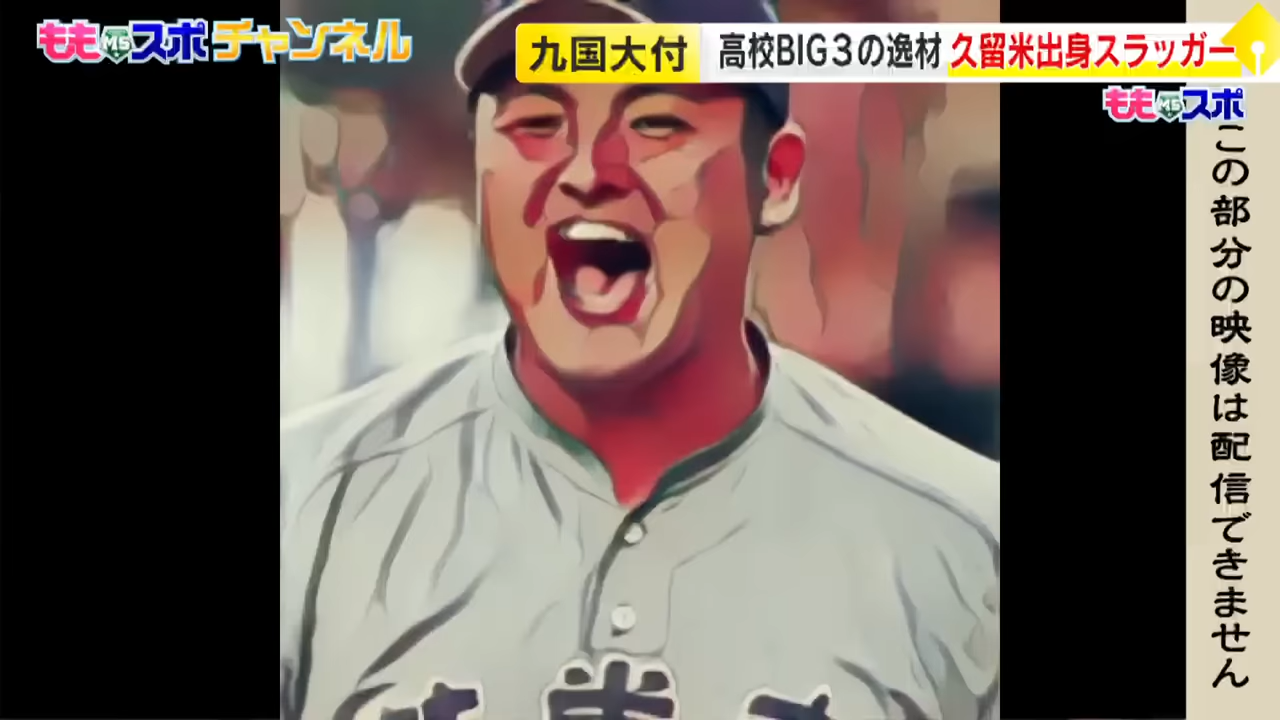 ももスポチャンネル
九国大付
高校BIG3の逸材 久留米出身スラッガー
ももスポ
この部分の映像は配信できません